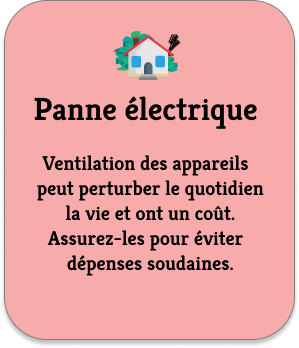 Panne électrique
Ventilation des appareils
peut perturber le quotidien
la vie et ont un coût.
Assurez-les pour éviter
dépenses soudaines.